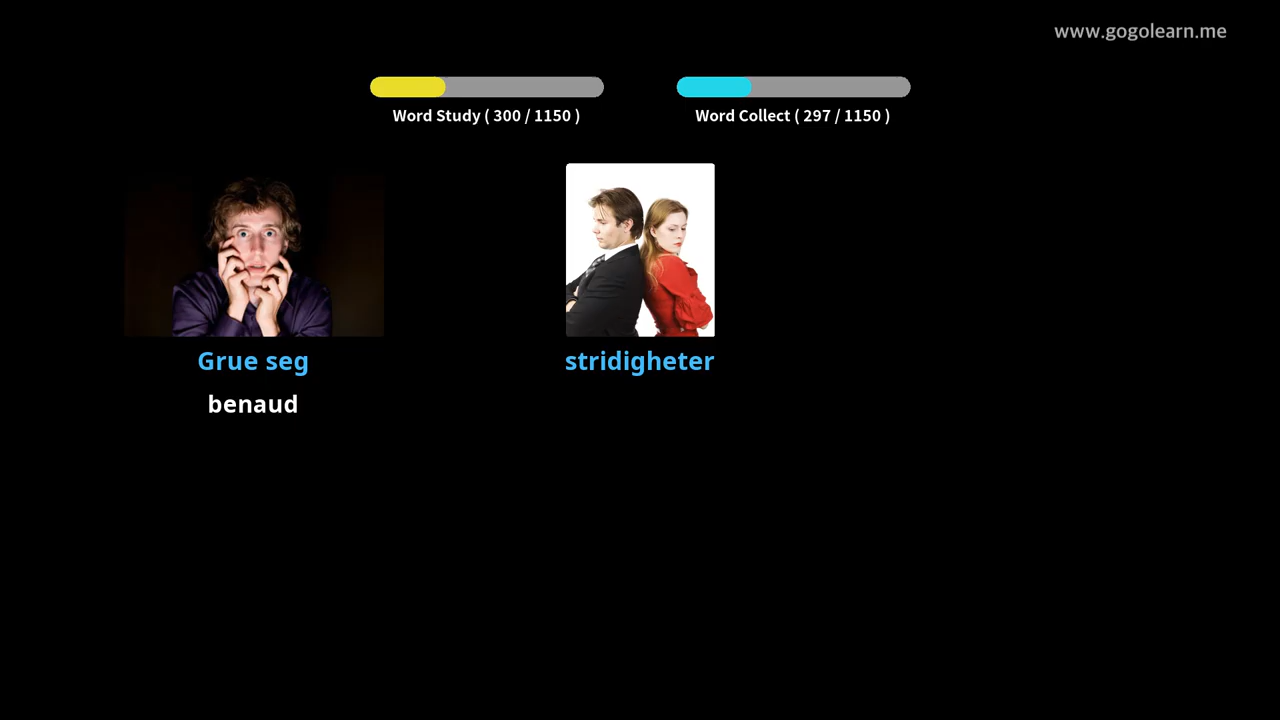 www.gogolearn.me
Word Study ( 300 / 1150 )
Word Collect ( 297 / 1150 )
Grue seg
benaud
stridigheter